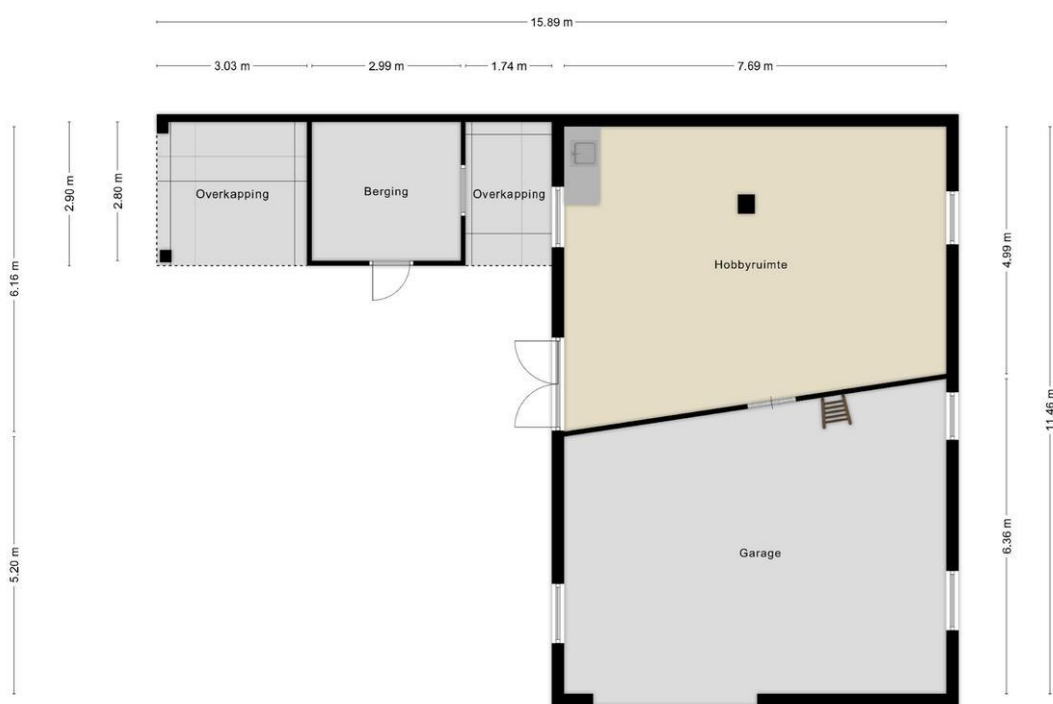 15.89 m
3.03 m
2.99 m
1.74 m
7.69 m
2.90 m
2.80 m
6.16 m
5.20 m
Overkapping
Berging
Overkapping
Hobbyruimte
Garage
4.99 m
6.36 m
11.46 m